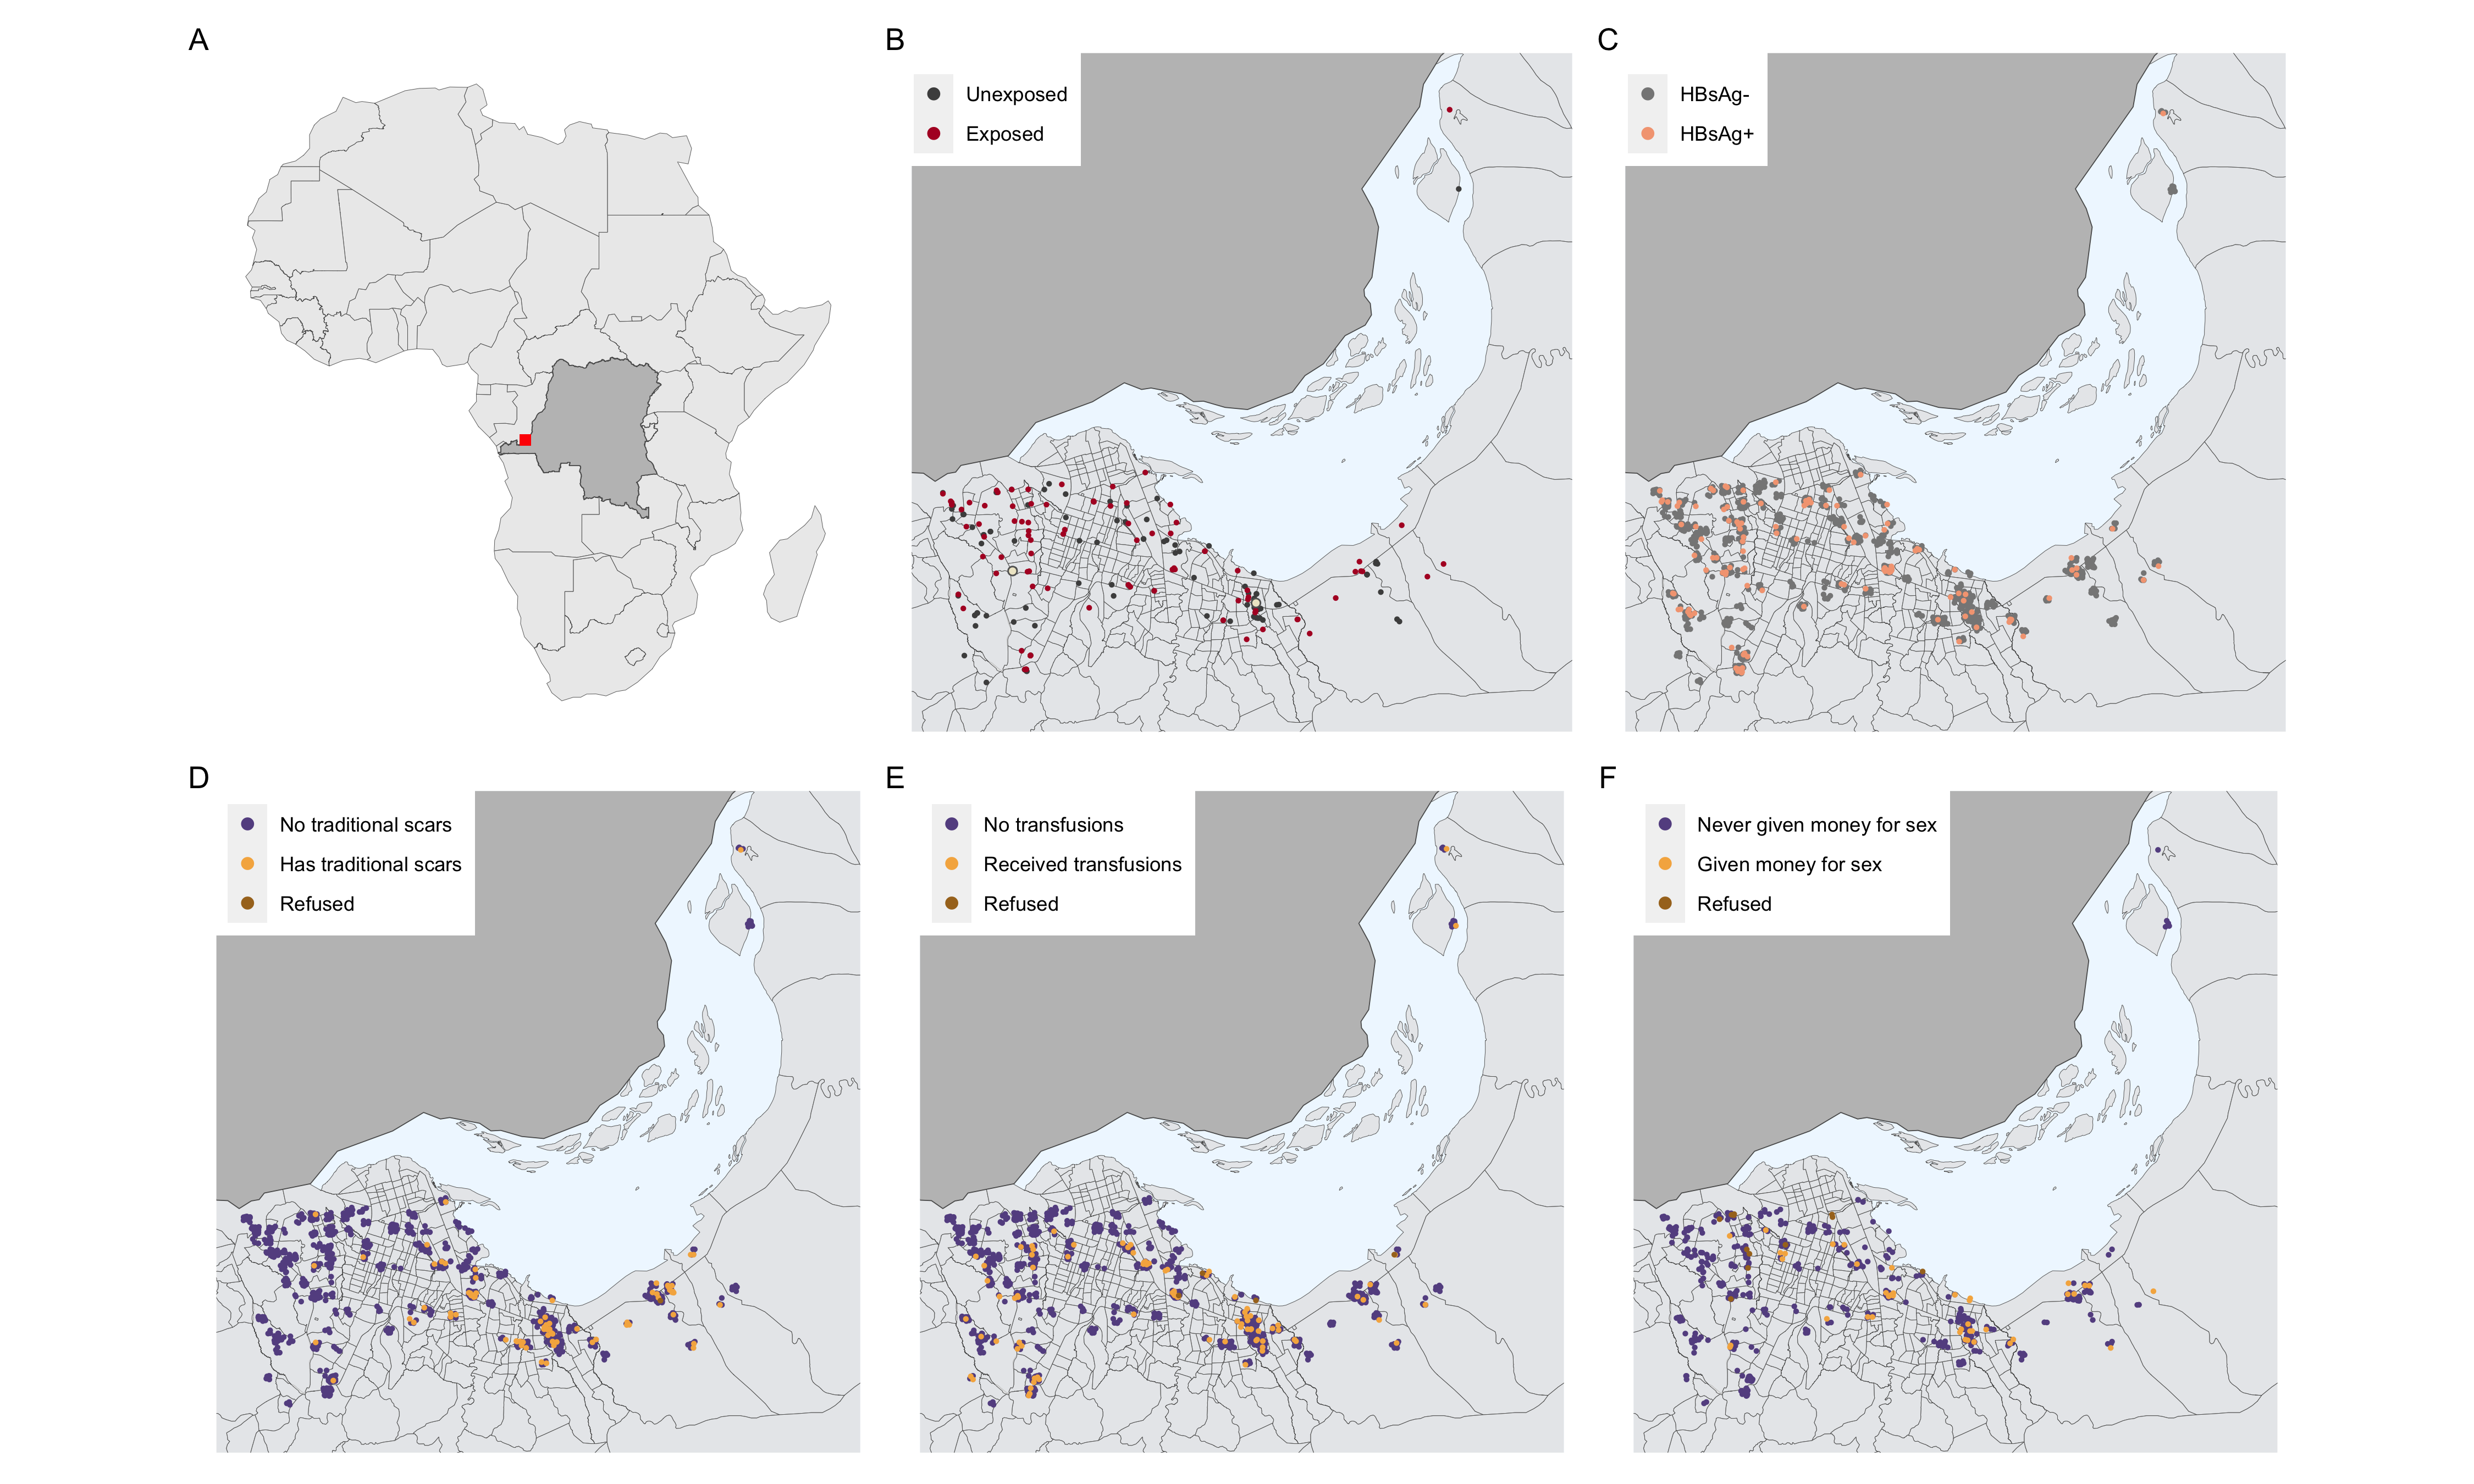 A
B
Unexposed
Exposed
C
HBsAg-
HBsAg+
D
No traditional scars
Has traditional scars
Refused
E
No transfusions
Received transfusions
Refused
F
Never given money for sex
Given money for sex
Refused